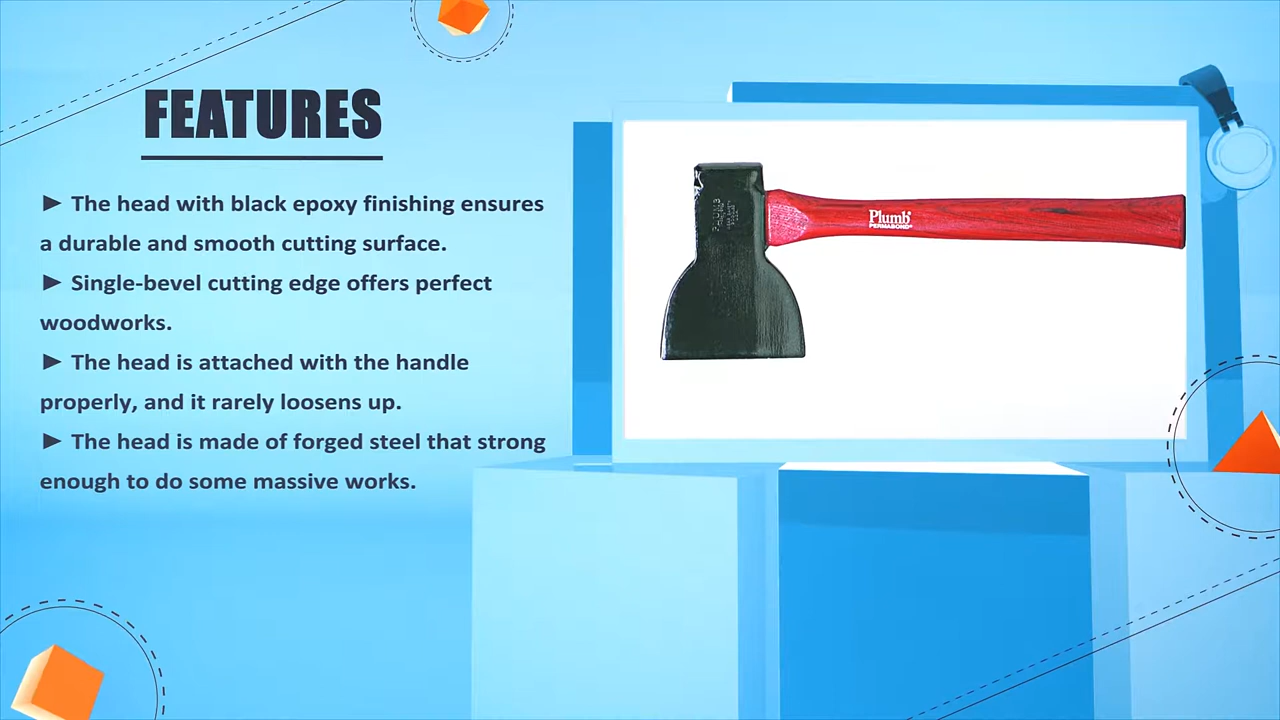 FEATURES
► The head with black epoxy finishing ensures
a durable and smooth cutting surface.
► Single-bevel cutting edge offers perfect
woodworks.
► The head is attached with the handle
properly, and it rarely loosens up.
► The head is made of forged steel that strong
enough to do some massive works.
Plumb®
PERMABOND®
PLUMB